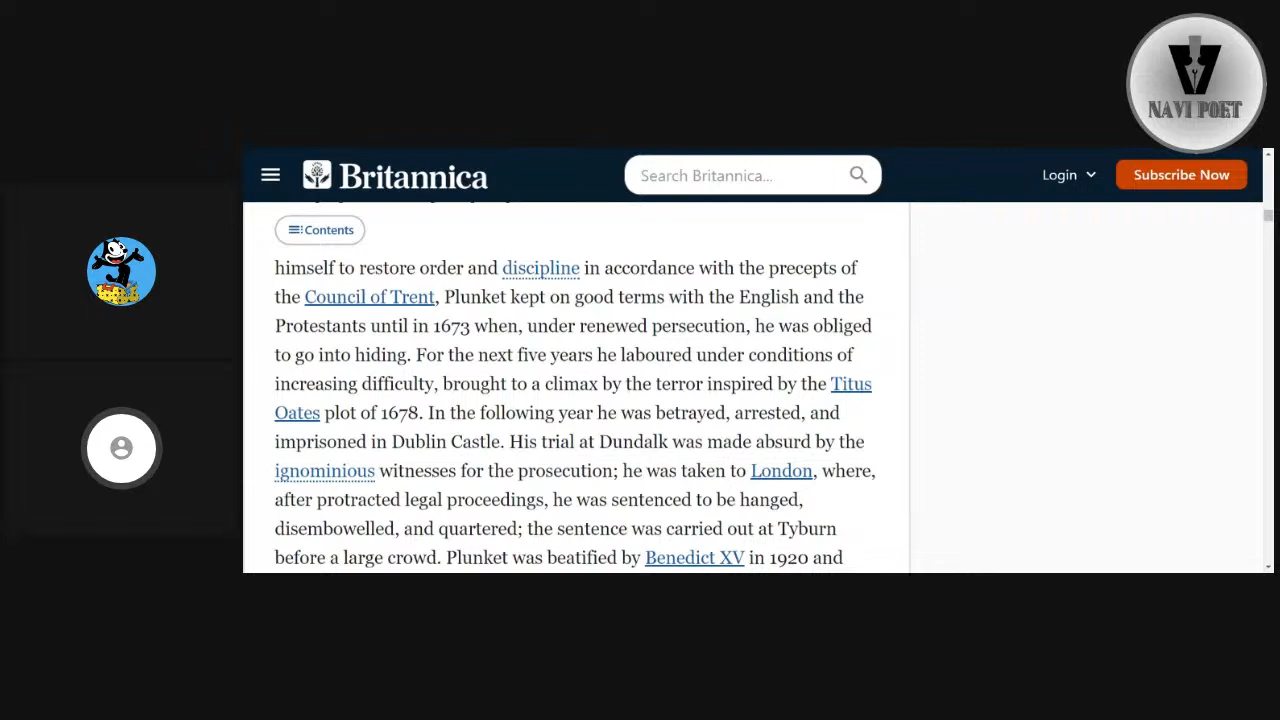 NAVI POET
Britannica
Search Britannica...
Login
Subscribe Now
Contents
himself to restore order and discipline in accordance with the precepts of
the Council of Trent, Plunket kept on good terms with the English and the
Protestants until in 1673 when, under renewed persecution, he was obliged
to go into hiding. For the next five years he laboured under conditions of
increasing difficulty, brought to a climax by the terror inspired by the Titus
Oates plot of 1678. In the following year he was betrayed, arrested, and
imprisoned in Dublin Castle. His trial at Dundalk was made absurd by the
ignominious witnesses for the prosecution; he was taken to London, where,
after protracted legal proceedings, he was sentenced to be hanged,
disembowelled, and quartered; the sentence was carried out at Tyburn
before a large crowd. Plunket was beatified by Benedict XV in 1920 and